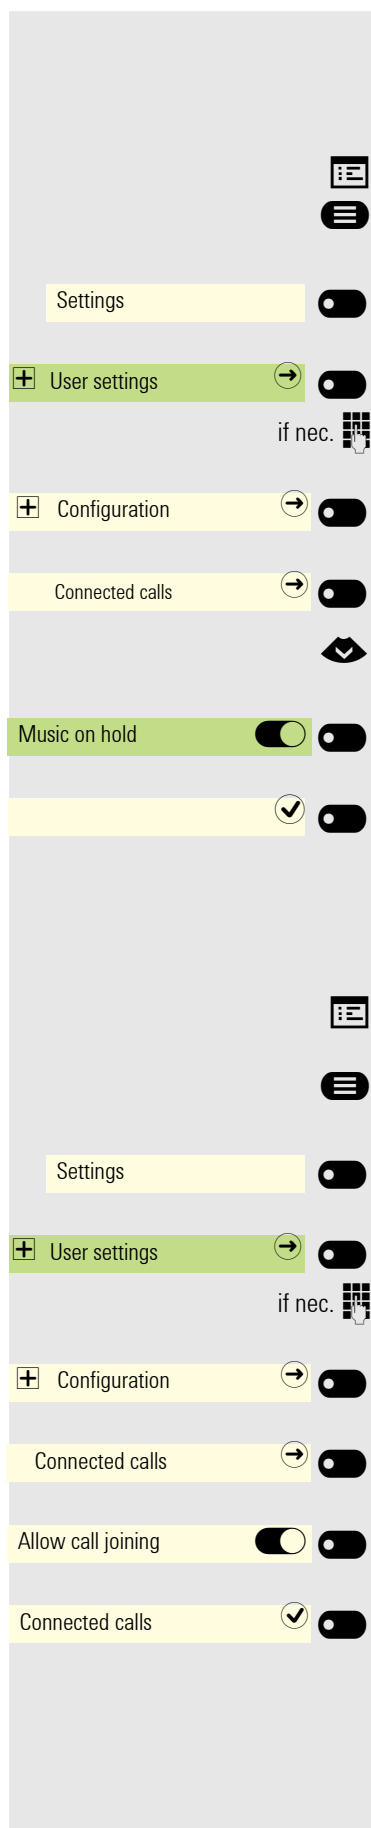 Settings
User settings
if nec.
Configuration
Connected calls
Music on hold
Settings
User settings
if nec.
Configuration
Connected calls
Allow call joining
Connected calls